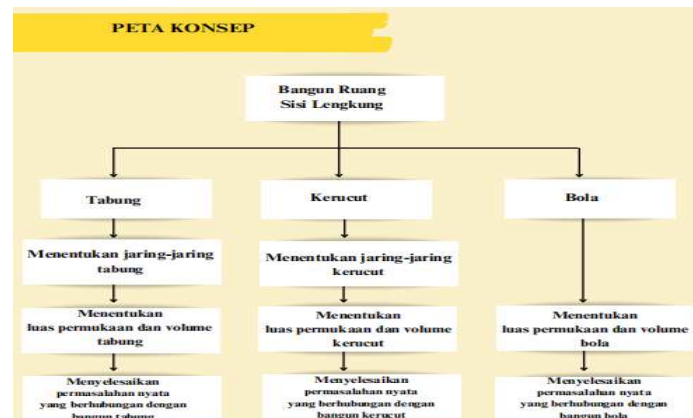 PETA KONSEP
Bangun Ruang
Sisi Lengkung
Tabung
Kerucut
Bola
Menentukan jaring-jaring
tabung
Menentukan jaring-jaring
kerucut
Menentukan
luas permukaan dan volume
tabung
Menentukan
luas permukaan dan volume
kerucut
Menentukan
luas permukaan dan volume
bola
Menyelesaikan
permasalahan nyata
yang berhubungan dengan
bangun tabung
Menyelesaikan
permasalahan nyata
yang berhubungan dengan
bangun kerucut
Menyelesaikan
permasalahan nyata
yang berhubungan dengan
bangun bola